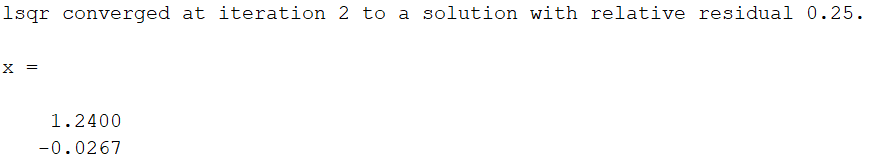 lsqr converged at iteration 2 to a solution with relative residual 0.25.
x =
1.2400
-0.0267